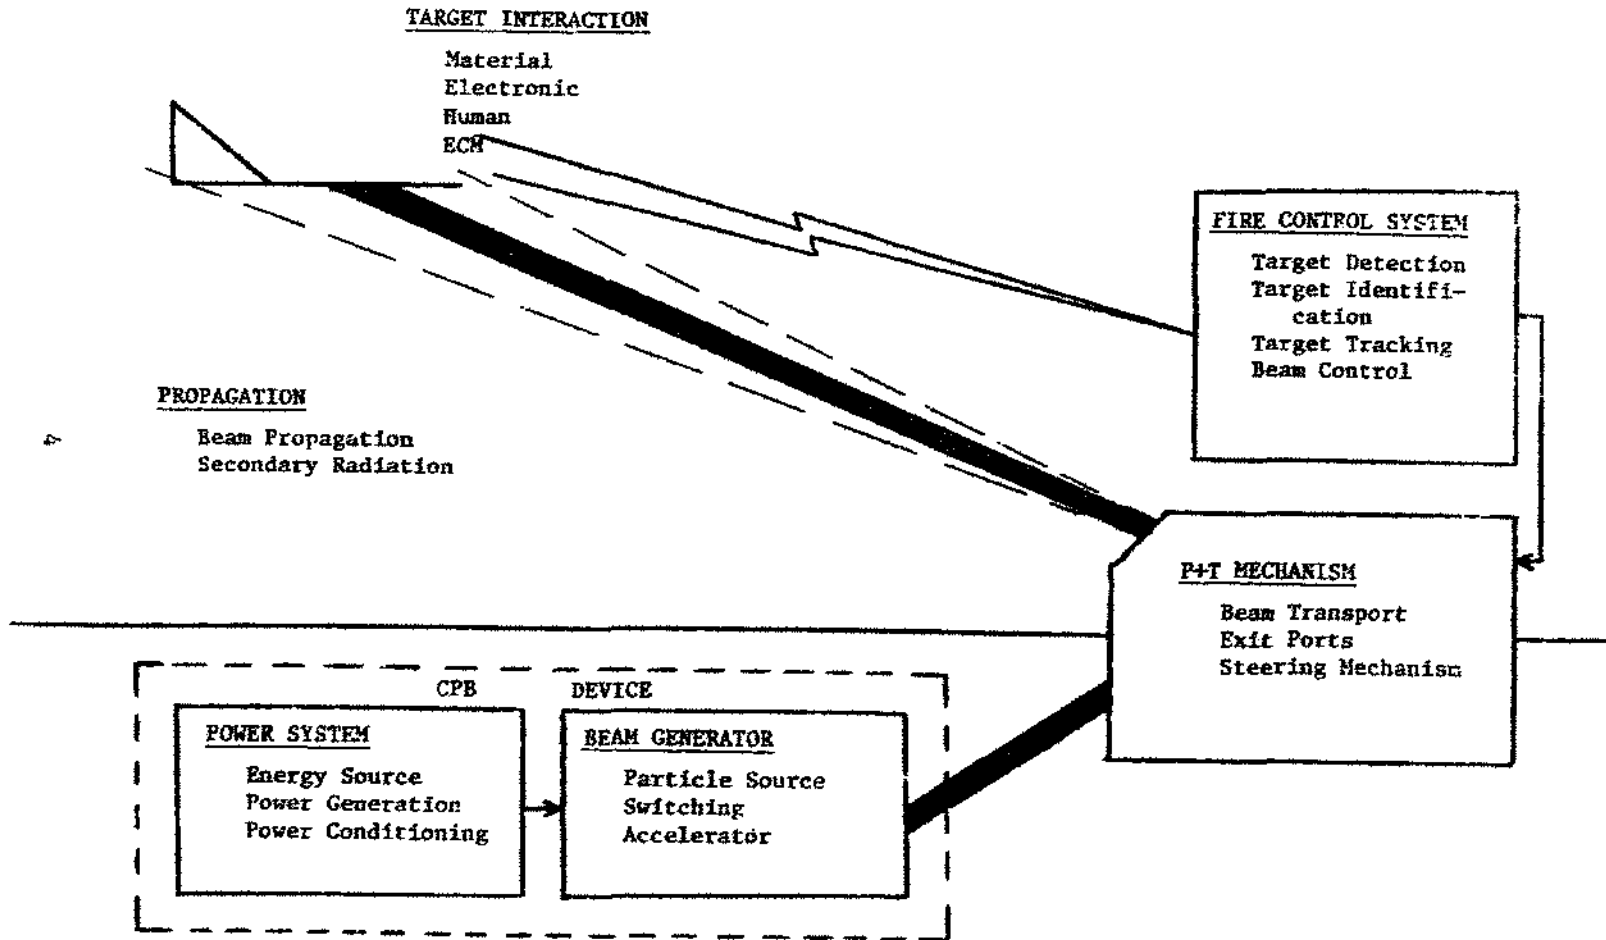 TARGET INTERACTION
Material
Electronic
Human
ECM
FIRE CONTROL SYSTEM
Target Detection
Target Identifi-
cation
Target Tracking
Beam Control
PROPAGATION
Beam Propagation
Secondary Radiation
4
P+T MECHANISM
Beam Transport
Exit Ports
Steering Mechanism
CPB DEVICE
POWER SYSTEM
Energy Source
Power Generation
Power Conditioning
BEAM GENERATOR
Particle Source
Switching
Accelerator